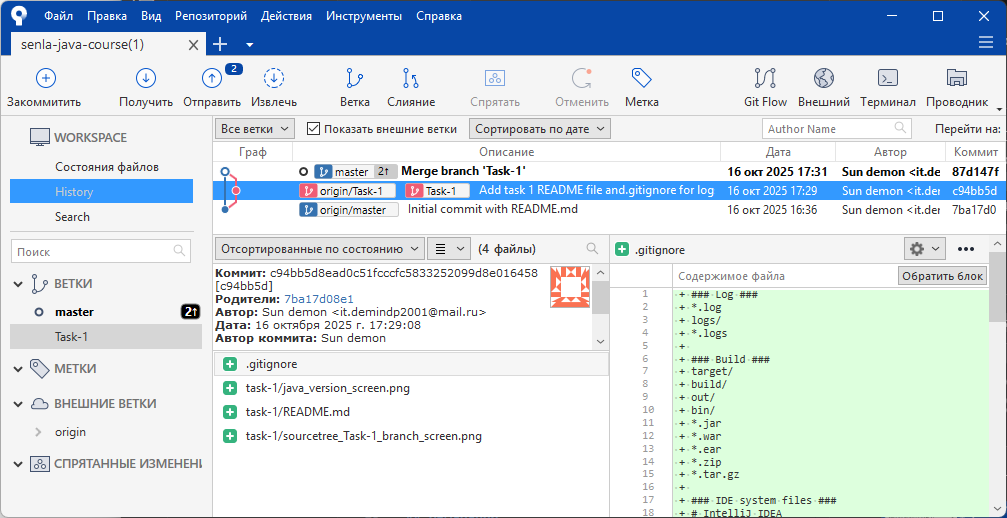 Файл Правка Вид Репозиторий Действия Инструменты Справка
senla-java-course(1)
2
Закоммитить Получить Отправить Извлечь Ветка Слияние Спрятать Отменить Метка Git Flow Внешний Терминал Проводник
WORKSPACE
Состояния файлов
History
Search
Поиск
ВЕТКИ
master 2↑
Task-1
МЕТКИ
ВНЕШНИЕ ВЕТКИ
origin
СПРЯТАННЫЕ ИЗМЕНЕНИ
Все ветки Показать внешние ветки Сортировать по дате Author Name Перейти на:
Граф Описание Дата Автор Коммит
master 2↑ Merge branch 'Task-1' 16 окт 2025 17:31 Sun demon <it.demi 87d147f
origin/Task-1 Task-1 Add task 1 README file and.gitignore for log 16 окт 2025 17:29 Sun demon <it.dem c94bb5d
origin/master Initial commit with README.md 16 окт 2025 16:36 Sun demon <it.dem 7ba17d0
Отсортированные по состоянию (4 файлы)
Коммит: c94bb5d8ead0c51fcccfc5833252099d8e016458
[c94bb5d]
Родители: 7ba17d08e1
Автор: Sun demon <it.demindp2001@mail.ru>
Дата: 16 октября 2025 г. 17:29:08
Автор коммита: Sun demon
.gitignore
task-1/java_version_screen.png
task-1/README.md
task-1/sourcetree_Task-1_branch_screen.png
.gitignore
Содержимое файла Обратить блок
1 + ### Log ###
2 + *.log
3 + logs/
4 + *.logs
5 +
6 + ### Build ###
7 + target/
8 + build/
9 + out/
10 + bin/
11 + *.jar
12 + *.war
13 + *.ear
14 + *.zip
15 + *.tar.gz
16 +
17 + ### IDE system files ###
18 + # IntelliJ IDEA